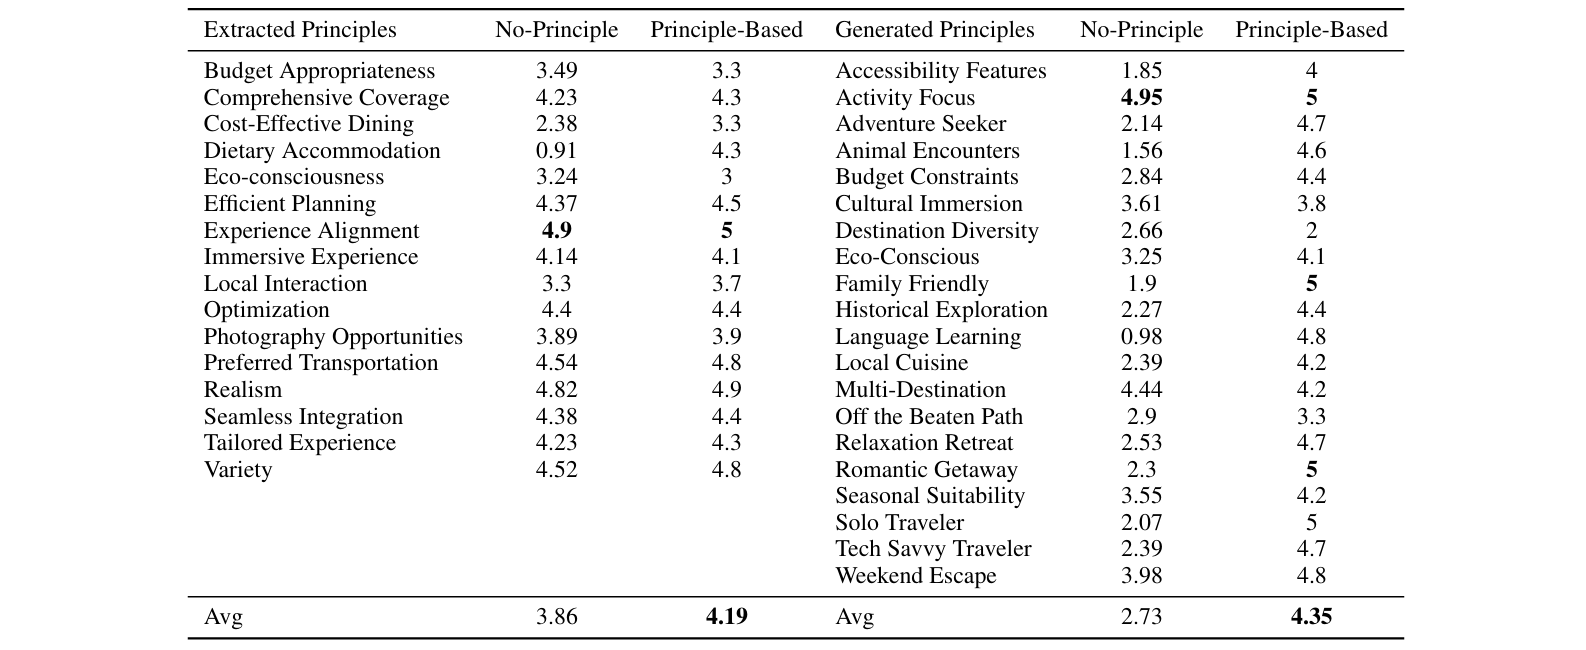 Extracted Principles No-Principle Principle-Based Generated Principles No-Principle Principle-Based
Budget Appropriateness 3.49 3.3 Accessibility Features 1.85 4
Comprehensive Coverage 4.23 4.3 Activity Focus 4.95 5
Cost-Effective Dining 2.38 3.3 Adventure Seeker 2.14 4.7
Dietary Accommodation 0.91 4.3 Animal Encounters 1.56 4.6
Eco-consciousness 3.24 3 Budget Constraints 2.84 4.4
Efficient Planning 4.37 4.5 Cultural Immersion 3.61 3.8
Experience Alignment 4.9 5 Destination Diversity 2.66 2
Immersive Experience 4.14 4.1 Eco-Conscious 3.25 4.1
Local Interaction 3.3 3.7 Family Friendly 1.9 5
Optimization 4.4 4.4 Historical Exploration 2.27 4.4
Photography Opportunities 3.89 3.9 Language Learning 0.98 4.8
Preferred Transportation 4.54 4.8 Local Cuisine 2.39 4.2
Realism 4.82 4.9 Multi-Destination 4.44 4.2
Seamless Integration 4.38 4.4 Off the Beaten Path 2.9 3.3
Tailored Experience 4.23 4.3 Relaxation Retreat 2.53 4.7
Variety 4.52 4.8 Romantic Getaway 2.3 5
Seasonal Suitability 3.55 4.2
Solo Traveler 2.07 5
Tech Savvy Traveler 2.39 4.7
Weekend Escape 3.98 4.8
Avg 3.86 4.19 Avg 2.73 4.35